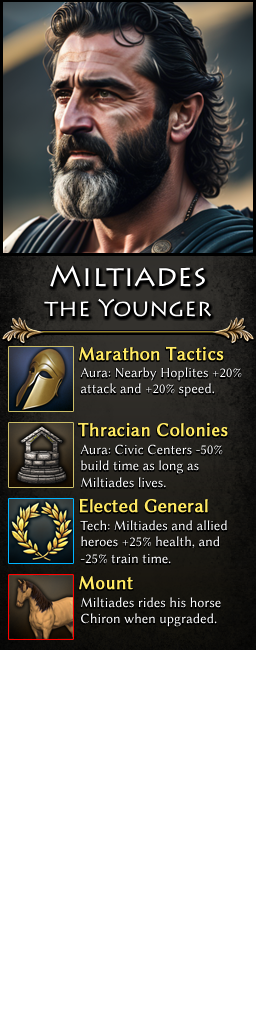 Miltiades
the Younger
Marathon Tactics
Aura: Nearby Hoplites +20%
attack and +20% speed.
Thracian Colonies
Aura: Civic Centers -50%
build time as long as
Miltiades lives.
Elected General
Tech: Miltiades and allied
heroes +25% health, and
-25% train time.
Mount
Miltiades rides his horse
Chiron when upgraded.